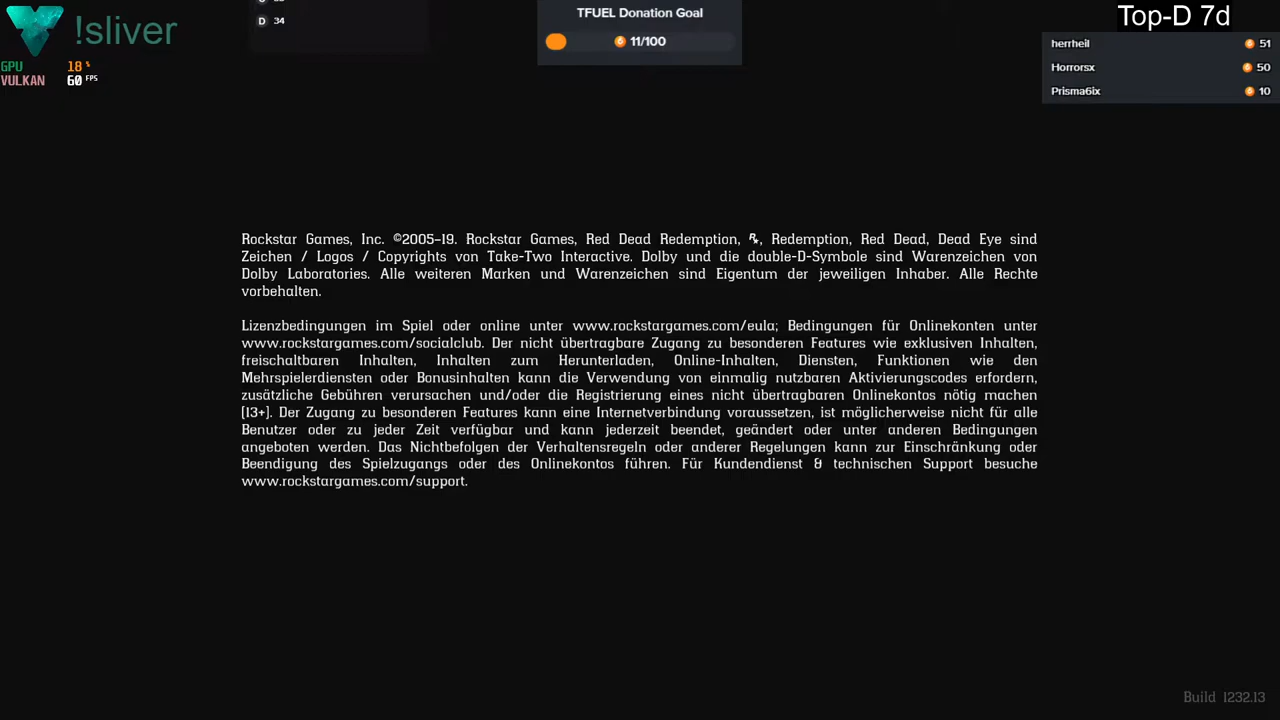 !sliver
D 34
TFUEL Donation Goal
11/100
Top-D 7d
herrheil 51
Horrorsx 50
Prisma6ix 10
GPU 18 %
VULKAN 60 FPS
Rockstar Games, Inc. ©2005–19. Rockstar Games, Red Dead Redemption, , Redemption, Red Dead, Dead Eye sind
Zeichen / Logos / Copyrights von Take-Two Interactive. Dolby und die double-D-Symbole sind Warenzeichen von
Dolby Laboratories. Alle weiteren Marken und Warenzeichen sind Eigentum der jeweiligen Inhaber. Alle Rechte
vorbehalten.
Lizenzbedingungen im Spiel oder online unter www.rockstargames.com/eula; Bedingungen für Onlinekonten unter
www.rockstargames.com/socialclub. Der nicht übertragbare Zugang zu besonderen Features wie exklusiven Inhalten,
freischaltbaren Inhalten, Inhalten zum Herunterladen, Online-Inhalten, Diensten, Funktionen wie den
Mehrspielerdiensten oder Bonusinhalten kann die Verwendung von einmalig nutzbaren Aktivierungscodes erfordern,
zusätzliche Gebühren verursachen und/oder die Registrierung eines nicht übertragbaren Onlinekontos nötig machen
[13+]. Der Zugang zu besonderen Features kann eine Internetverbindung voraussetzen, ist möglicherweise nicht für alle
Benutzer oder zu jeder Zeit verfügbar und kann jederzeit beendet, geändert oder unter anderen Bedingungen
angeboten werden. Das Nichtbefolgen der Verhaltensregeln oder anderer Regelungen kann zur Einschränkung oder
Beendigung des Spielzugangs oder des Onlinekontos führen. Für Kundendienst & technischen Support besuche
www.rockstargames.com/support.
Build 1232.13